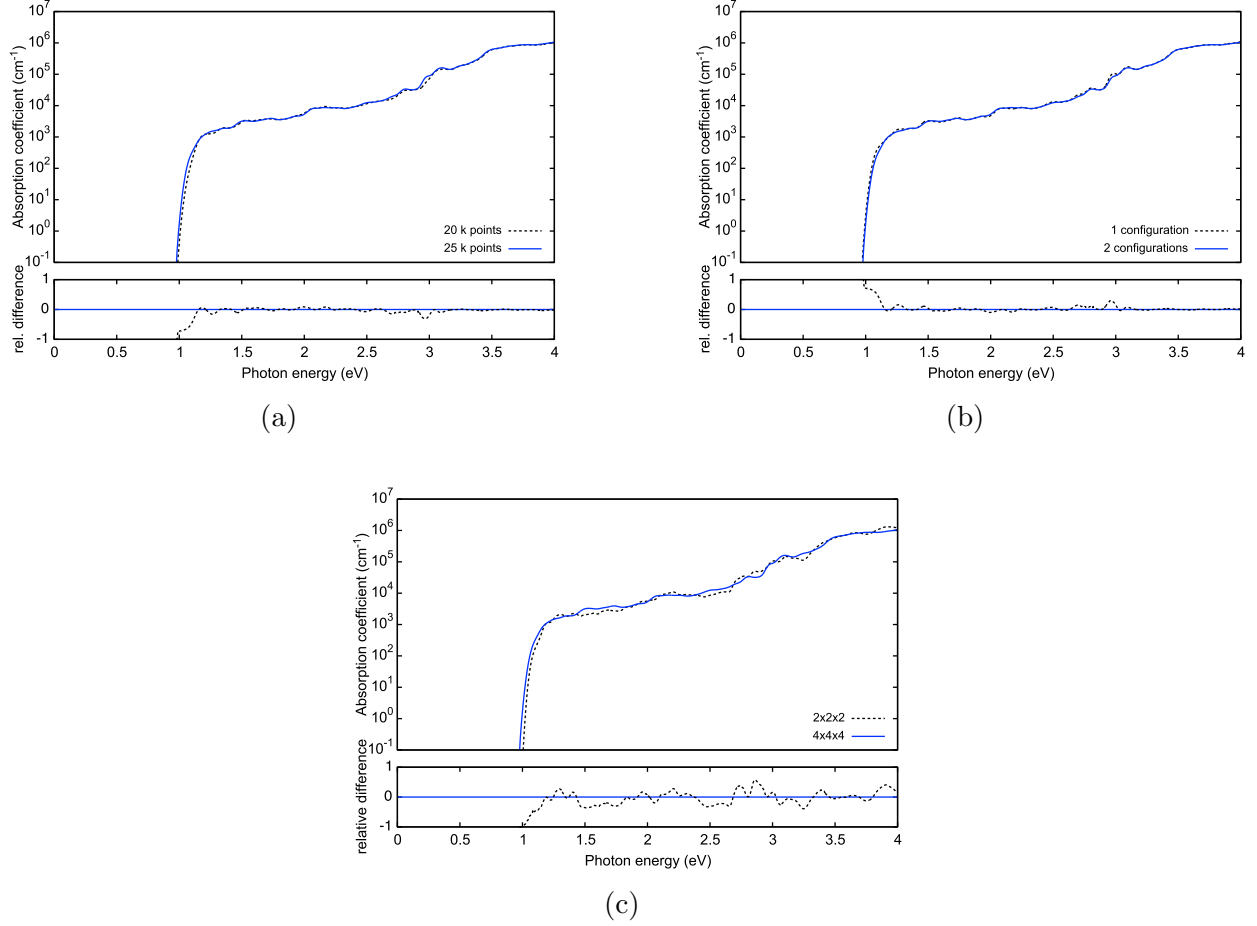 10^7
10^6
10^5
10^4
10^3
10^2
10^1
10^0
10^-1
Absorption coefficient (cm^-1)
20 k points
25 k points
1
0
-1
rel. difference
0 0.5 1 1.5 2 2.5 3 3.5 4
Photon energy (eV)
(a)
10^7
10^6
10^5
10^4
10^3
10^2
10^1
10^0
10^-1
Absorption coefficient (cm^-1)
1 configuration
2 configurations
1
0
-1
rel. difference
0 0.5 1 1.5 2 2.5 3 3.5 4
Photon energy (eV)
(b)
10^7
10^6
10^5
10^4
10^3
10^2
10^1
10^0
10^-1
Absorption coefficient (cm^-1)
2x2x2
4x4x4
1
0
-1
relative difference
0 0.5 1 1.5 2 2.5 3 3.5 4
Photon energy (eV)
(c)